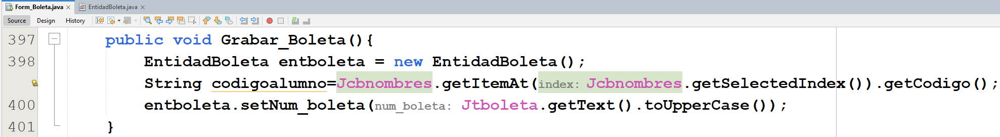 Form_Boleta.java EntidadBoleta.java
Source Design History
397 public void Grabar_Boleta(){
398 EntidadBoleta entboleta = new EntidadBoleta();
String codigoalumno=Jcbnombres.getItemAt(index: Jcbnombres.getSelectedIndex()).getCodigo();
400 entboleta.setNum_boleta(num_boleta: Jtboleta.getText().toUpperCase());
401 }